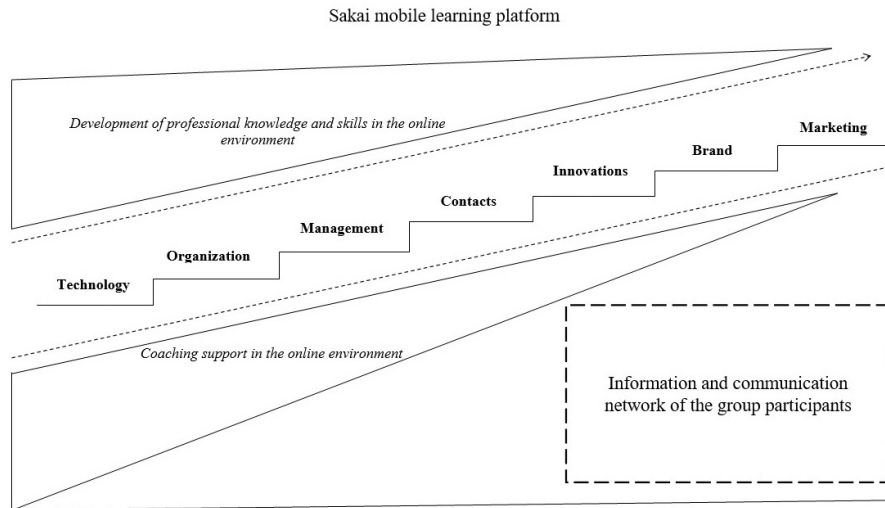 Sakai mobile learning platform
Development of professional knowledge and skills in the online
environment
Marketing
Brand
Innovations
Contacts
Management
Organization
Technology
Coaching support in the online environment
Information and communication
network of the group participants